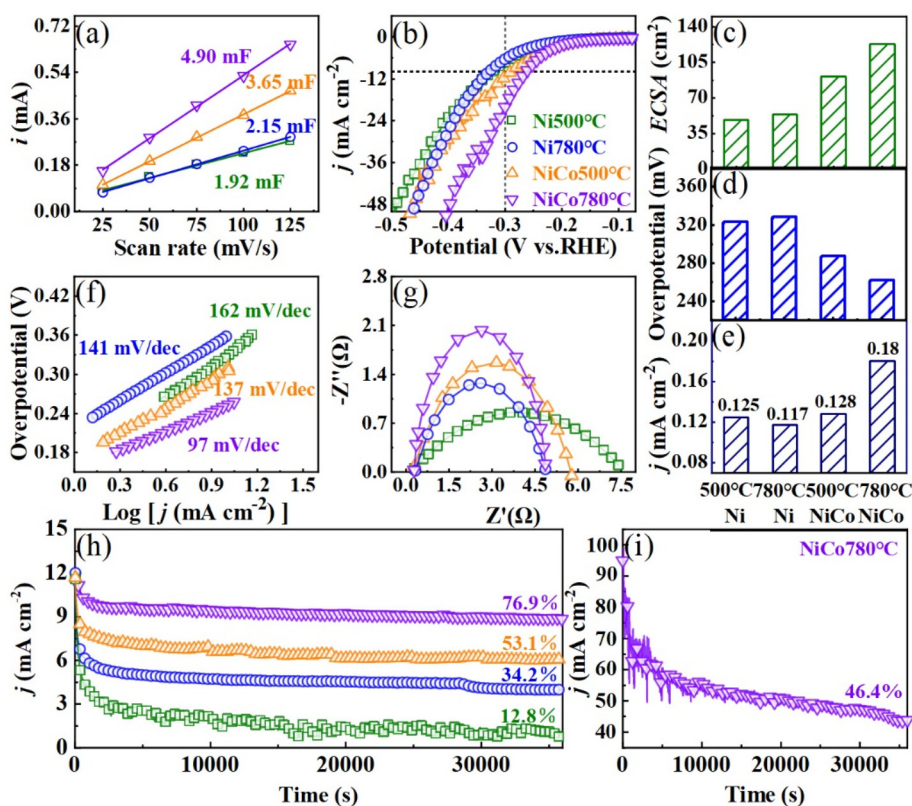 (a)
0.72
0.54
0.36
0.18
0.00
i (mA)
4.90 mF
3.65 mF
2.15 mF
1.92 mF
25 50 75 100 125
Scan rate (mV/s)
(b)
0
-12
-24
-36
-48
j (mA cm-2)
Ni500°C
Ni780°C
NiCo500°C
NiCo780°C
-0.5 -0.4 -0.3 -0.2 -0.1
Potential (V vs.RHE)
(c)
150
100
50
0
ECSA (cm2)
(d)
360
320
280
240
Overpotential (mV)
(e)
0.20
0.16
0.12
0.08
j (mA cm-2)
0.125 0.117 0.128 0.18
500°C 780°C 500°C 780°C
Ni Ni NiCo NiCo
(f)
0.42
0.36
0.30
0.24
0.18
Overpotential (V)
162 mV/dec
141 mV/dec
137 mV/dec
97 mV/dec
0.0 0.3 0.6 0.9 1.2 1.5
Log [ j (mA cm-2) ]
(g)
-2.8
2.1
1.4
0.7
0.0
-Z''(Ω)
0.0 1.5 3.0 4.5 6.0 7.5
Z'(Ω)
(h)
15
12
9
6
3
0
j (mA cm-2)
76.9%
53.1%
34.2%
12.8%
0 10000 20000 30000
Time (s)
(i)
100
90
80
70
60
50
40
j (mA cm-2)
NiCo780°C
46.4%
0 10000 20000 30000
Time (s)